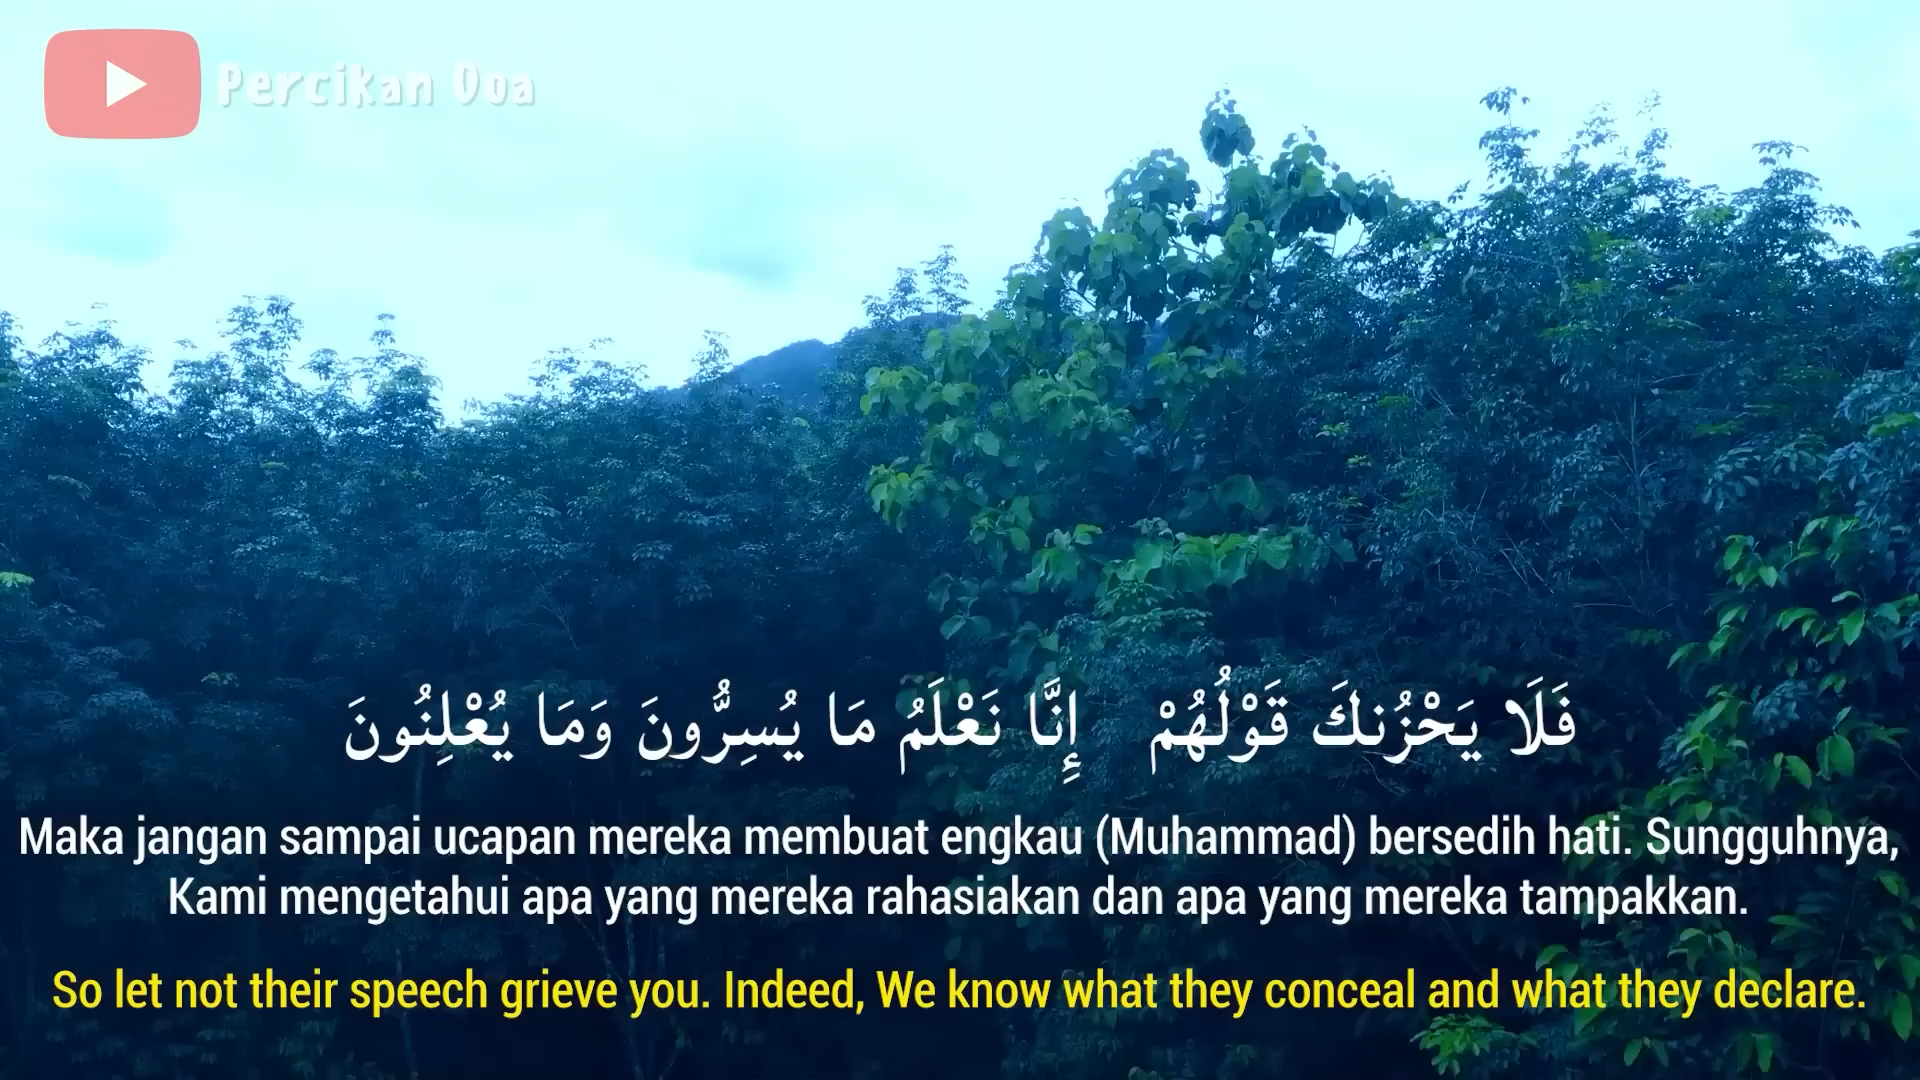 Percikan Doa
فَلَا يَحْزُنكَ قَوْلُهُمْ إِنَّا نَعْلَمُ مَا يُسِرُّونَ وَمَا يُعْلِنُونَ
Maka jangan sampai ucapan mereka membuat engkau (Muhammad) bersedih hati. Sungguhnya,
Kami mengetahui apa yang mereka rahasiakan dan apa yang mereka tampakkan.
So let not their speech grieve you. Indeed, We know what they conceal and what they declare.